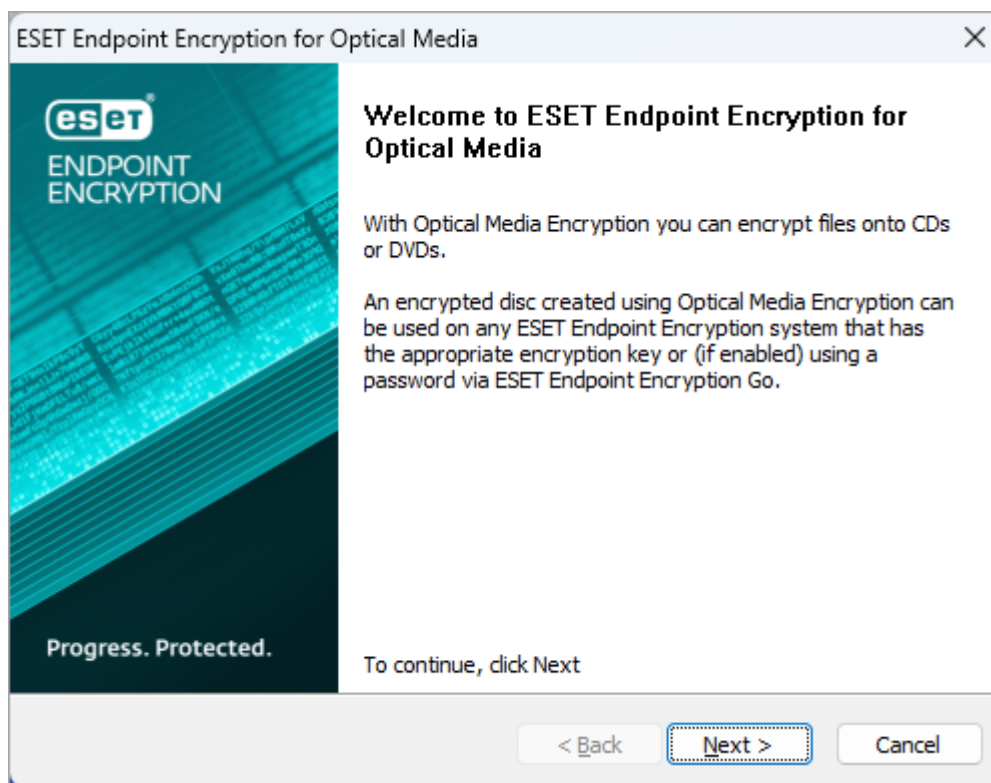 ESET Endpoint Encryption for Optical Media
eseT
ENDPOINT
ENCRYPTION
Progress. Protected.
Welcome to ESET Endpoint Encryption for
Optical Media
With Optical Media Encryption you can encrypt files onto CDs
or DVDs.
An encrypted disc created using Optical Media Encryption can
be used on any ESET Endpoint Encryption system that has
the appropriate encryption key or (if enabled) using a
password via ESET Endpoint Encryption Go.
To continue, click Next
< Back
Next >
Cancel